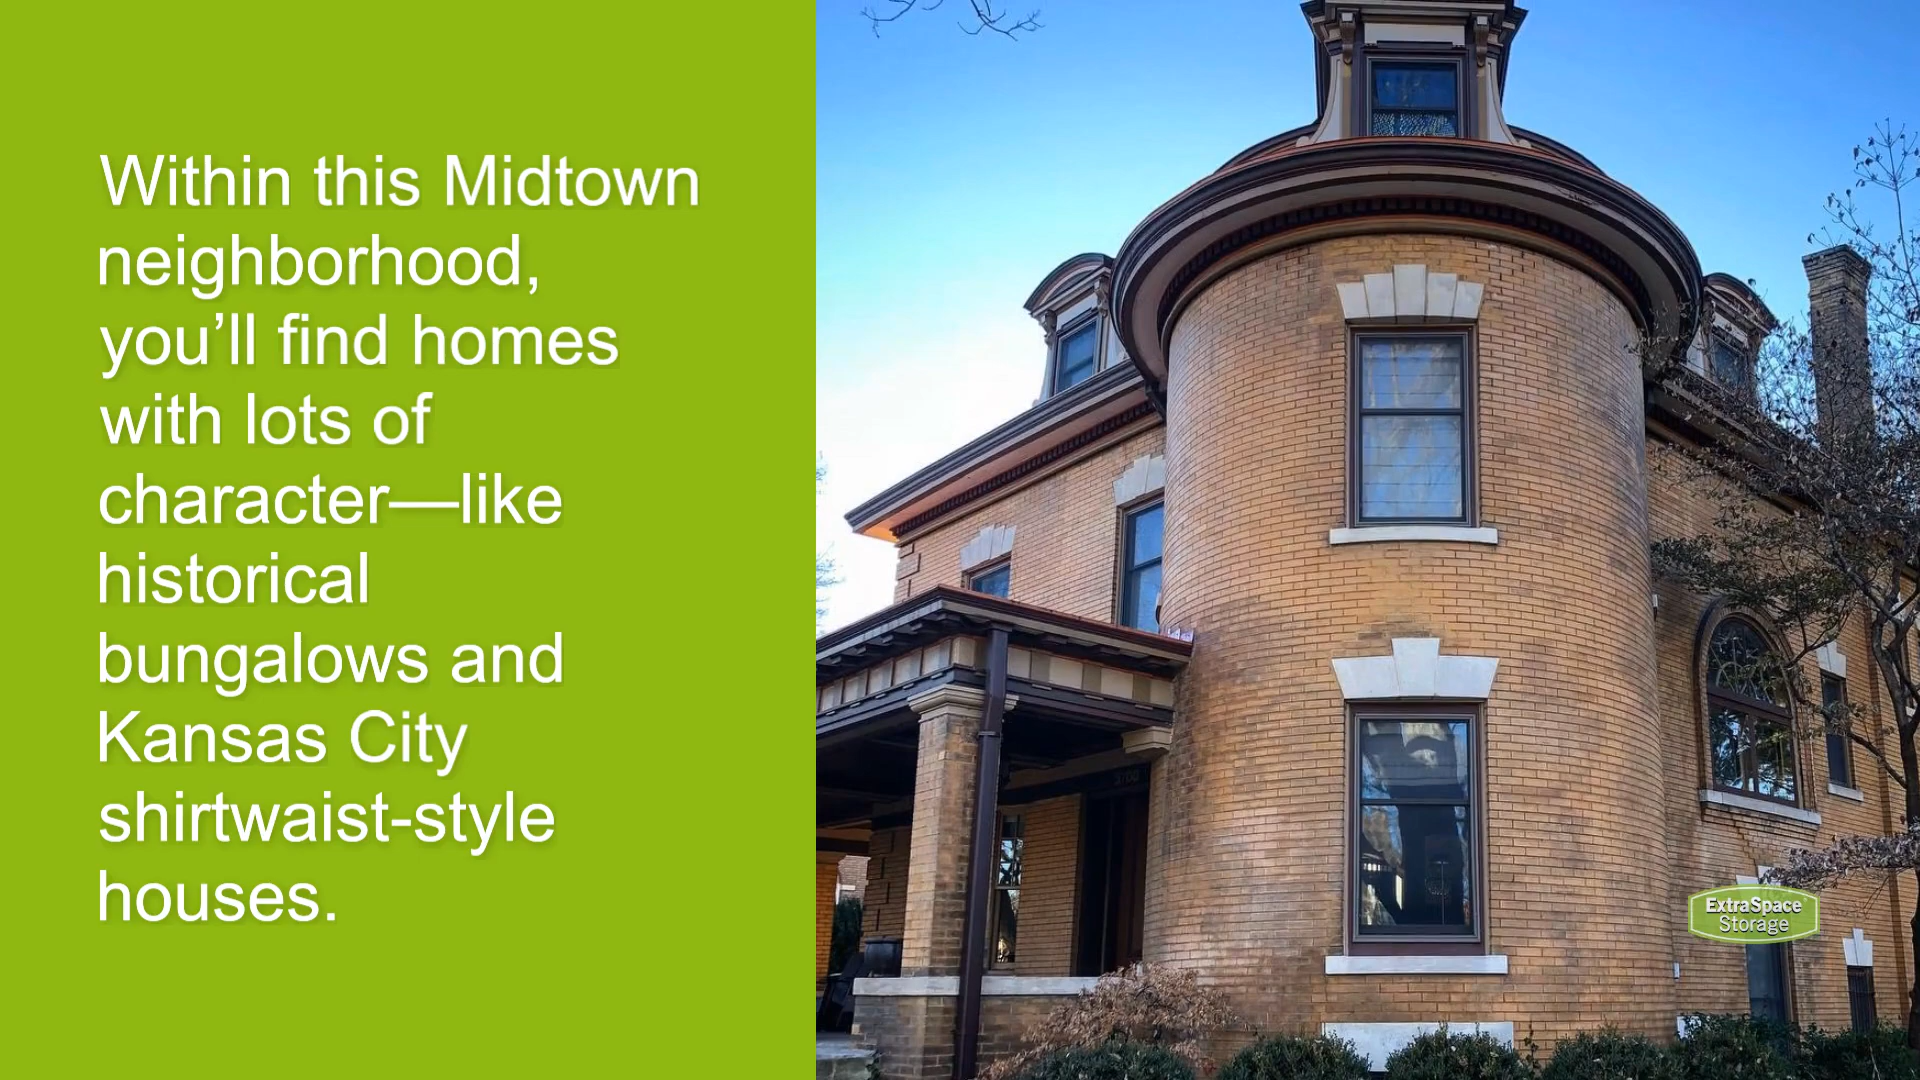 Within this Midtown
neighborhood,
you’ll find homes
with lots of
character—like
historical
bungalows and
Kansas City
shirtwaist-style
houses.
ExtraSpace
Storage